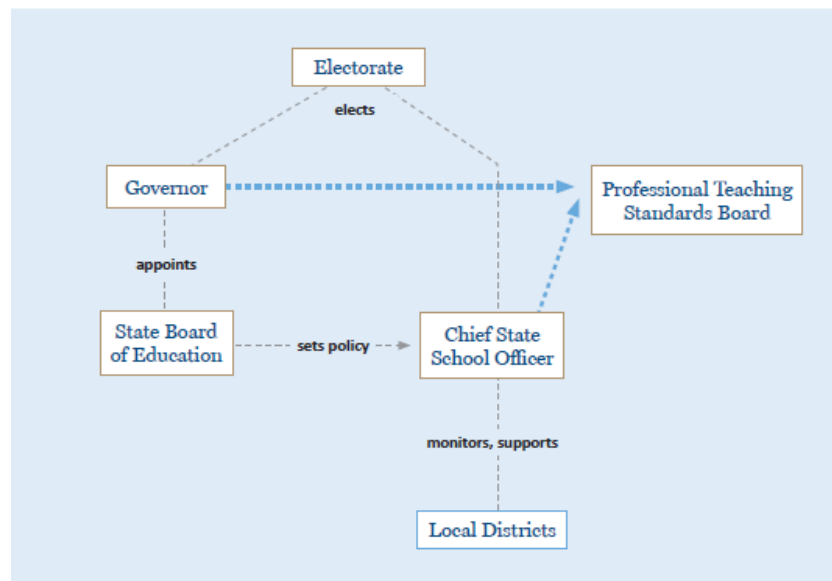 Electorate
elects
Governor
Professional Teaching
Standards Board
appoints
State Board
of Education
sets policy
Chief State
School Officer
monitors, supports
Local Districts